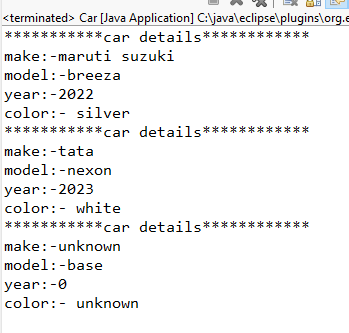 <terminated> Car [Java Application] C:\java\eclipse\plugins\org.e
***********car details************
make:-maruti suzuki
model:-breeza
year:-2022
color:- silver
***********car details************
make:-tata
model:-nexon
year:-2023
color:- white
***********car details************
make:-unknown
model:-base
year:-0
color:- unknown